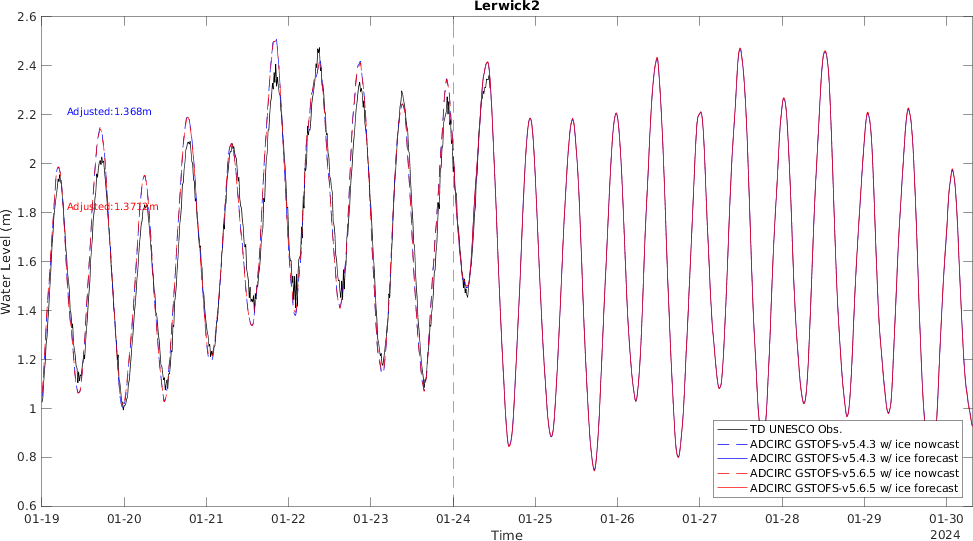 Lerwick2
2.6
2.4
2.2
2
1.8
1.6
1.4
1.2
1
0.8
0.6
Water Level (m)
Adjusted:1.368m
TD UNESCO Obs.
ADCIRC GSTOFS-v5.4.3 w/ ice nowcast
ADCIRC GSTOFS-v5.4.3 w/ ice forecast
ADCIRC GSTOFS-v5.6.5 w/ ice nowcast
ADCIRC GSTOFS-v5.6.5 w/ ice forecast
01-19 01-20 01-21 01-22 01-23 01-24 01-25 01-26 01-27 01-28 01-29 01-30
2024
Time